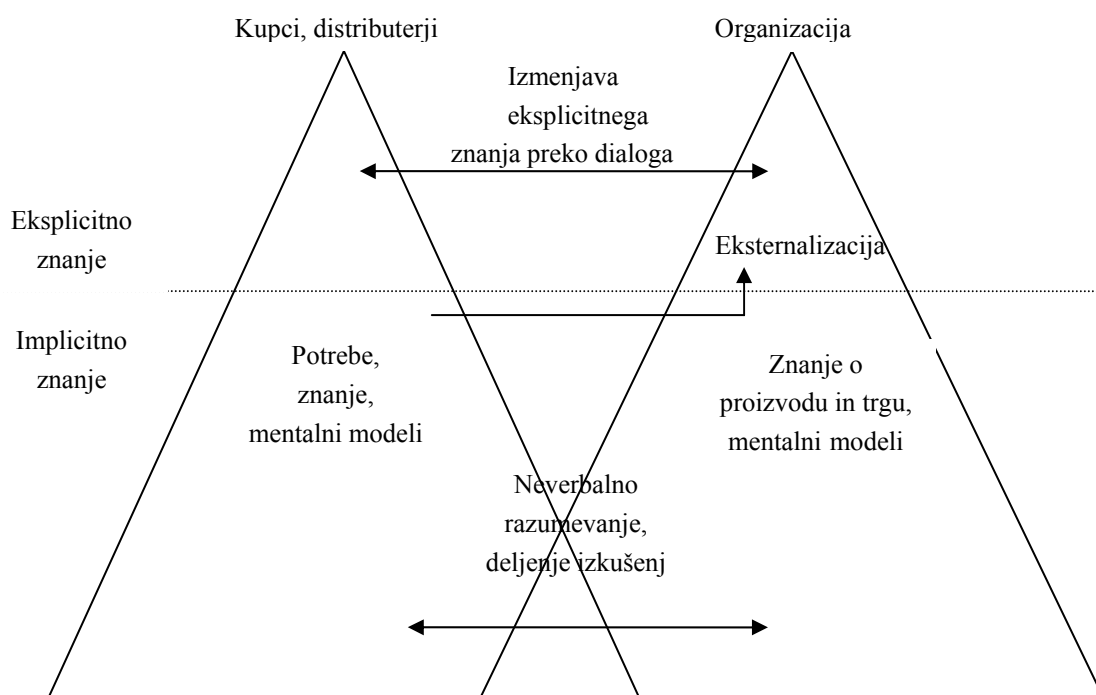 Kupci, distributerji
Organizacija
Izmenjava
eksplicitnega
znanja preko dialoga
Eksplicitno
znanje
Eksternalizacija
Implicitno
znanje
Potrebe,
znanje,
mentalni modeli
Znanje o
proizvodu in trgu,
mentalni modeli
Neverbalno
razumevanje,
deljenje izkušenj